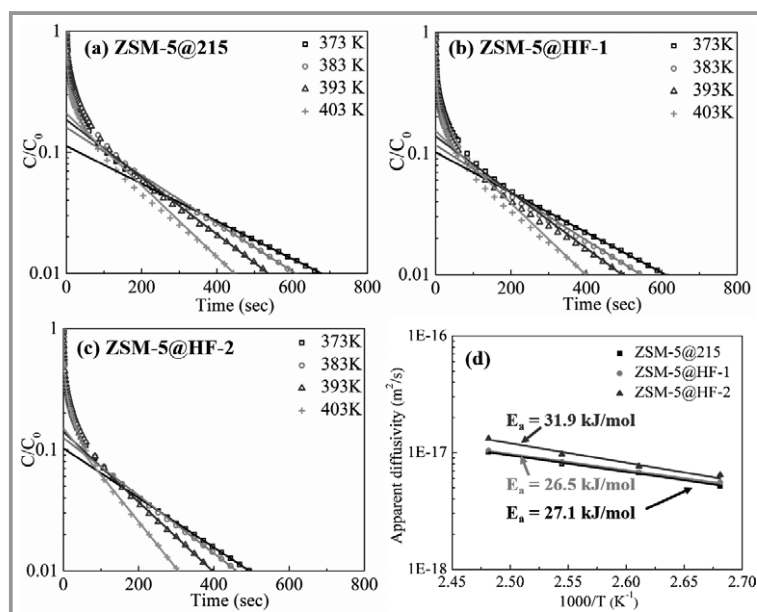 (a) ZSM-5@215
373 K
383 K
393 K
403 K
C/C0
1
0.1
0.01
0 200 400 600 800
Time (sec)
(b) ZSM-5@HF-1
373K
383K
393 K
403 K
C/C0
1
0.1
0.01
0 200 400 600 800
Time (sec)
(c) ZSM-5@HF-2
373K
383K
393K
403K
C/C0
1
0.1
0.01
0 200 400 600 800
Time (sec)
(d)
ZSM-5@215
ZSM-5@HF-1
ZSM-5@HF-2
Ea = 31.9 kJ/mol
Ea = 26.5 kJ/mol
Ea = 27.1 kJ/mol
Apparent diffusivity (m²/s)
1E-16
1E-17
1E-18
2.45 2.50 2.55 2.60 2.65 2.70
1000/T (K⁻¹)